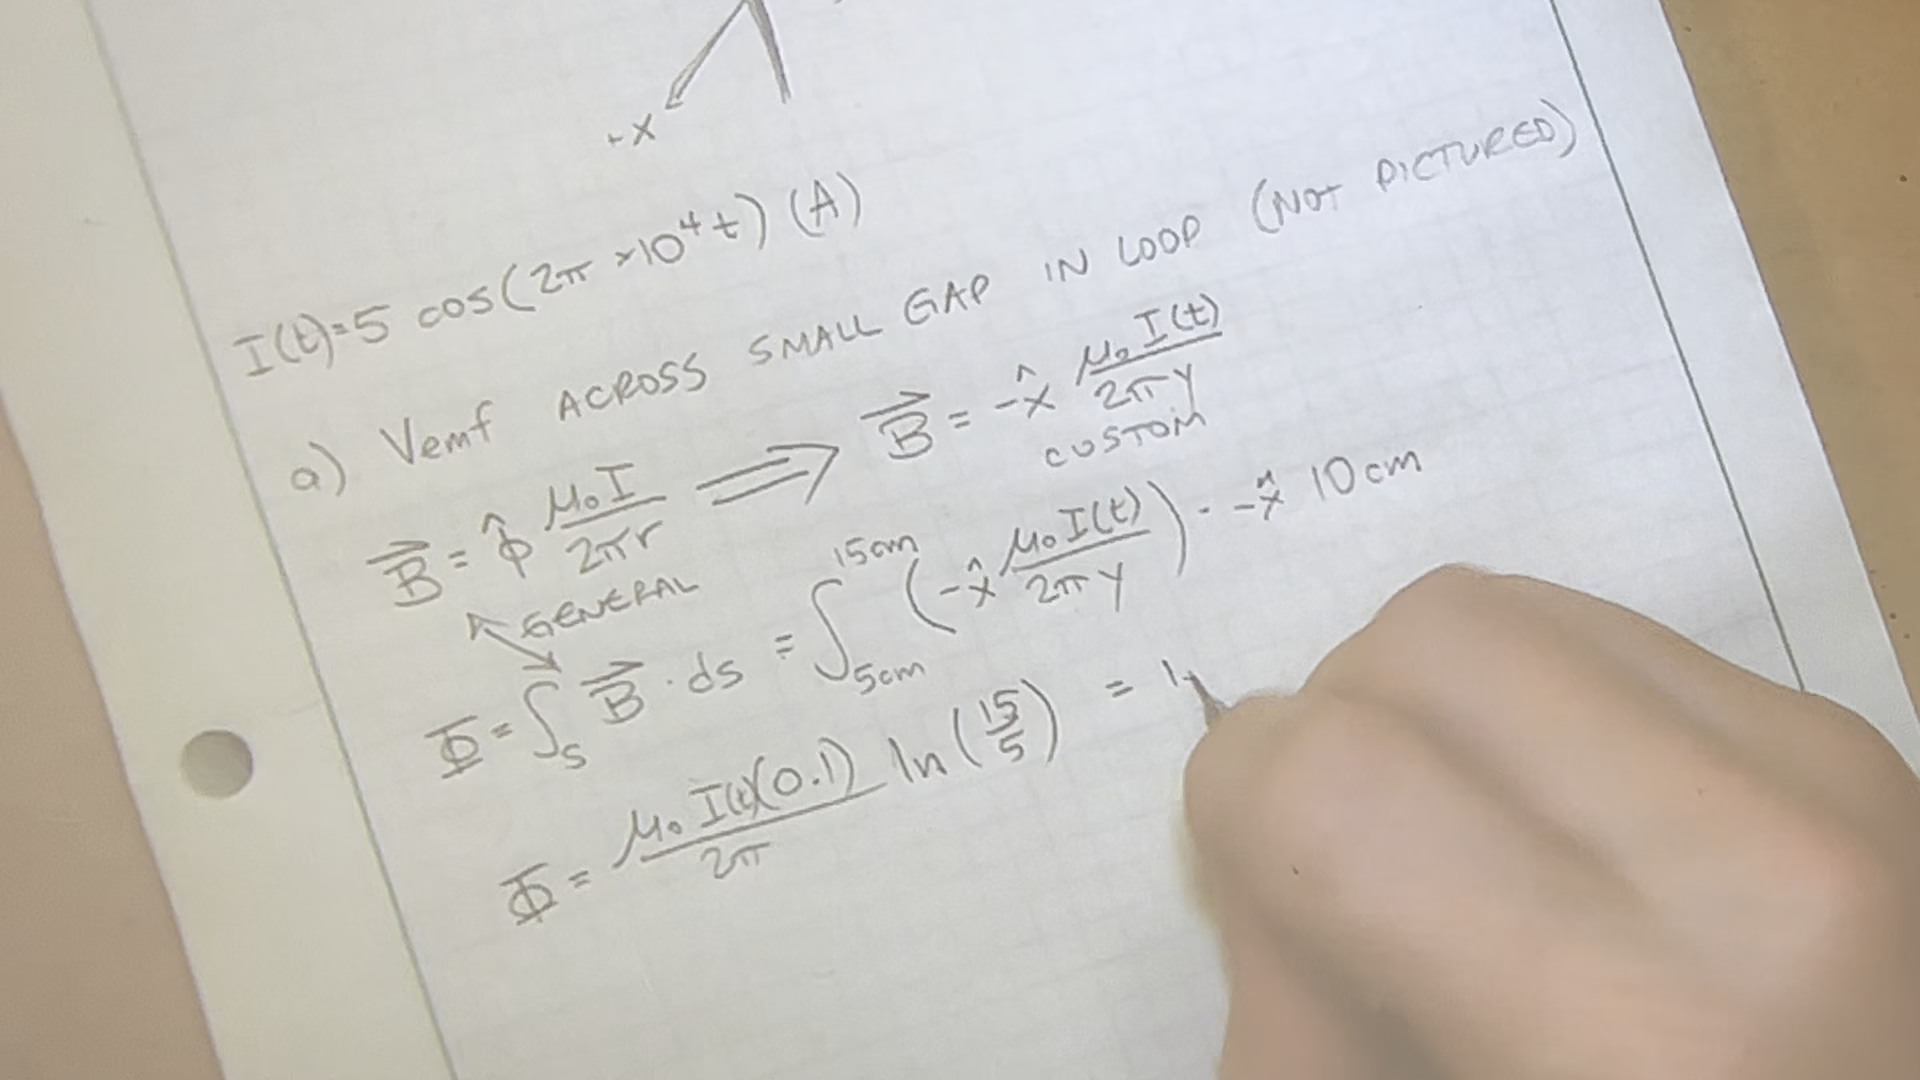 -x
I(t)=5 cos(2π×10⁴t) (A)
a) Vemf ACROSS SMALL GAP IN LOOP (NOT PICTURED)
B⃗ = φ̂ μ₀I/2πr ⟹ B⃗ = -x̂ μ₀I(t)/2πy
GENERAL
CUSTOM
Φ = ∫s B⃗ · ds = ∫5cm 15cm (-x̂ μ₀I(t)/2πy) · -x̂ 10cm
Φ = μ₀I(t)(0.1)/2π ln(15/5) =